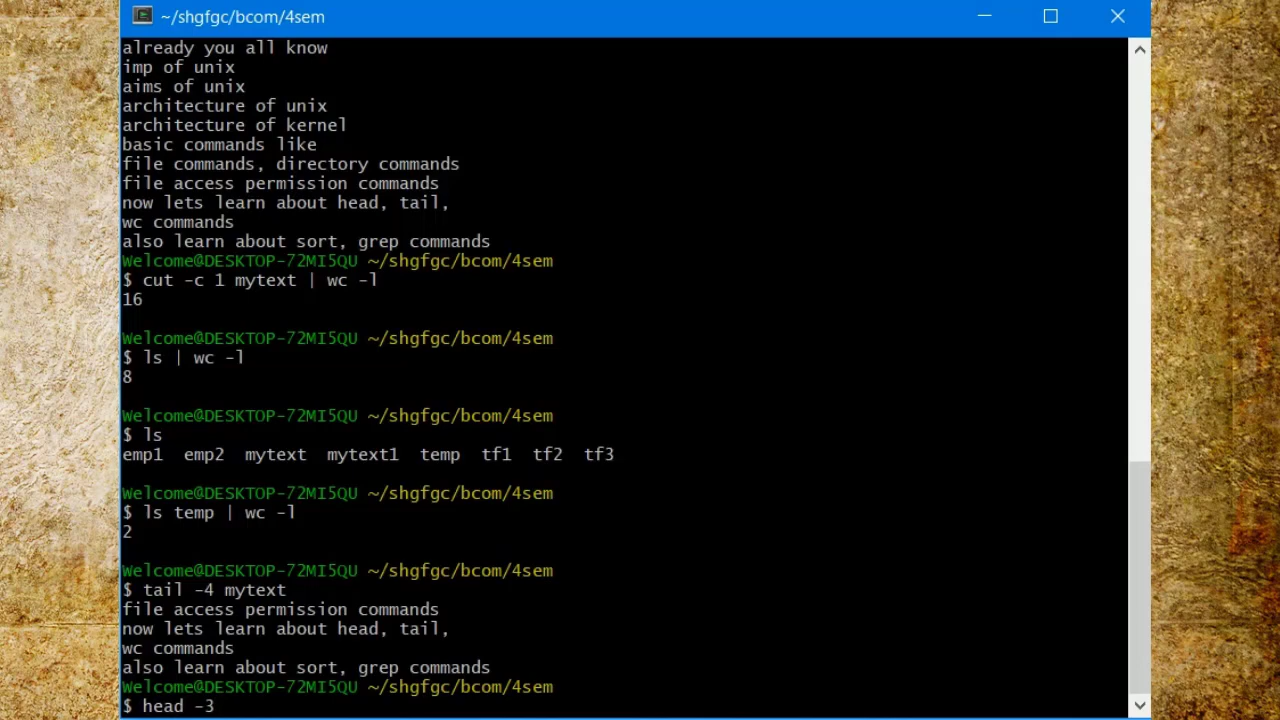 ~/shgfgc/bcom/4sem
already you all know
imp of unix
aims of unix
architecture of unix
architecture of kernel
basic commands like
file commands, directory commands
file access permission commands
now lets learn about head, tail,
wc commands
also learn about sort, grep commands
Welcome@DESKTOP-72MI5QU ~/shgfgc/bcom/4sem
$ cut -c 1 mytext | wc -l
16
Welcome@DESKTOP-72MI5QU ~/shgfgc/bcom/4sem
$ ls | wc -l
8
Welcome@DESKTOP-72MI5QU ~/shgfgc/bcom/4sem
$ ls
emp1 emp2 mytext mytext1 temp tf1 tf2 tf3
Welcome@DESKTOP-72MI5QU ~/shgfgc/bcom/4sem
$ ls temp | wc -l
2
Welcome@DESKTOP-72MI5QU ~/shgfgc/bcom/4sem
$ tail -4 mytext
file access permission commands
now lets learn about head, tail,
wc commands
also learn about sort, grep commands
Welcome@DESKTOP-72MI5QU ~/shgfgc/bcom/4sem
$ head -3